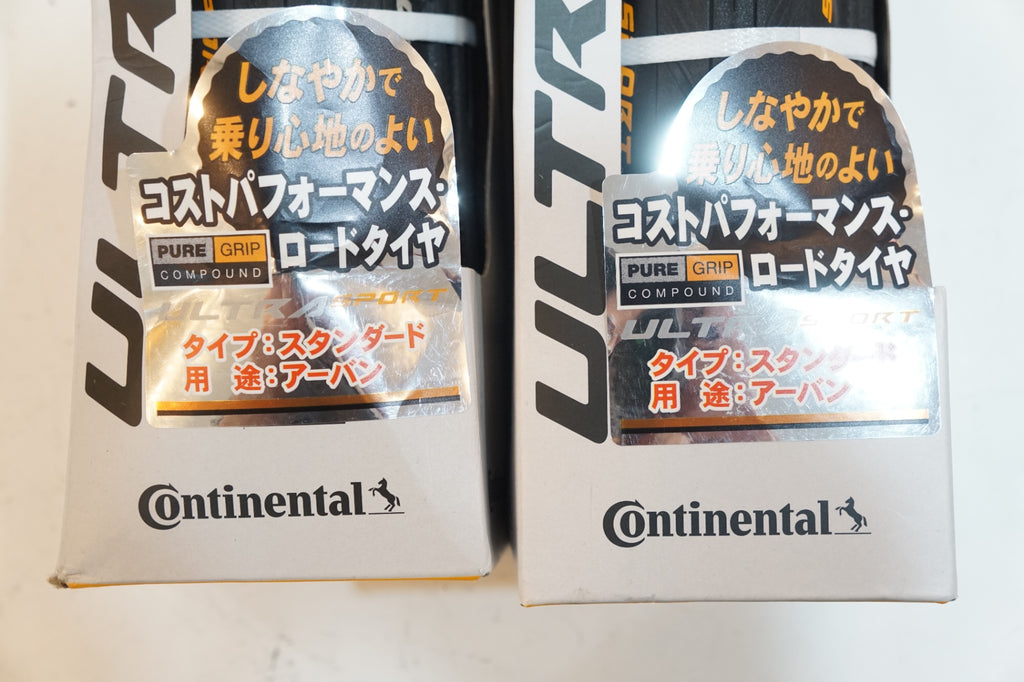 ULTRA
しなやかで
乗り心地のよい
コストパフォーマンス・
ロードタイヤ
PURE GRIP
COMPOUND
ULTRA SPORT
タイプ：スタンダード
用 途：アーバン
Continental
ULTRA
SPORT
しなやかで
乗り心地のよい
コストパフォーマンス・
ロードタイヤ
PURE GRIP
COMPOUND
ULTRA SPORT
タイプ：スタンダード
用 途：アーバン
Continental